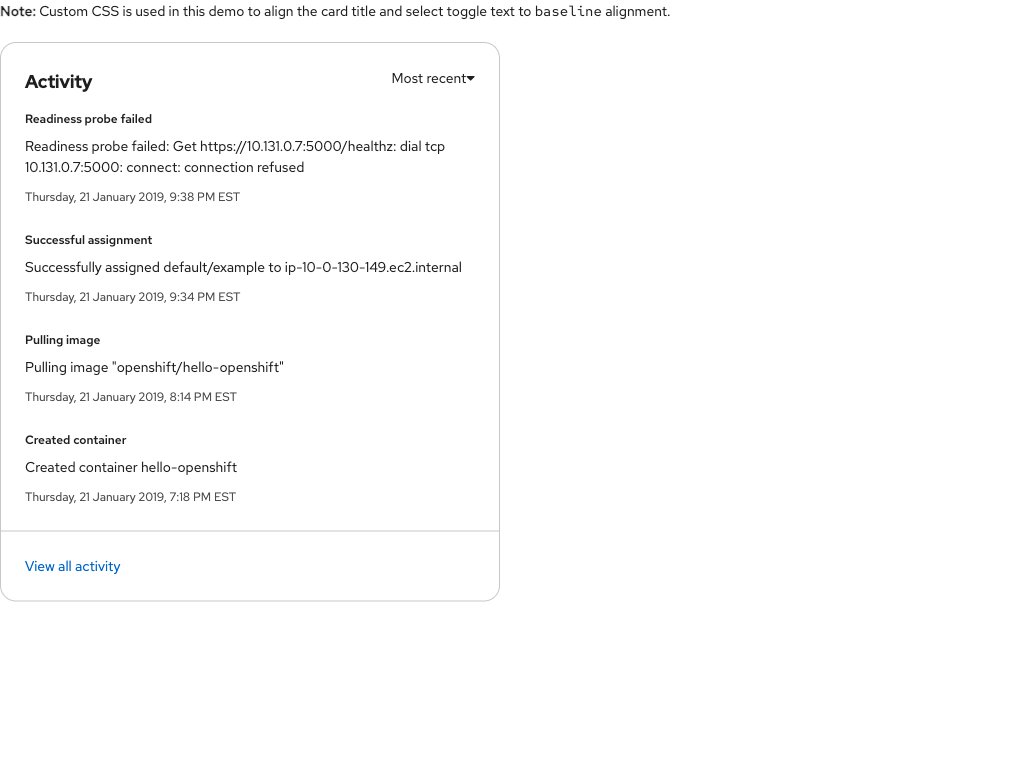 Note: Custom CSS is used in this demo to align the card title and select toggle text to baseline alignment.
Activity
Most recent
Readiness probe failed
Readiness probe failed: Get https://10.131.0.7:5000/healthz: dial tcp
10.131.0.7:5000: connect: connection refused
Thursday, 21 January 2019, 9:38 PM EST
Successful assignment
Successfully assigned default/example to ip-10-0-130-149.ec2.internal
Thursday, 21 January 2019, 9:34 PM EST
Pulling image
Pulling image "openshift/hello-openshift"
Thursday, 21 January 2019, 8:14 PM EST
Created container
Created container hello-openshift
Thursday, 21 January 2019, 7:18 PM EST
View all activity